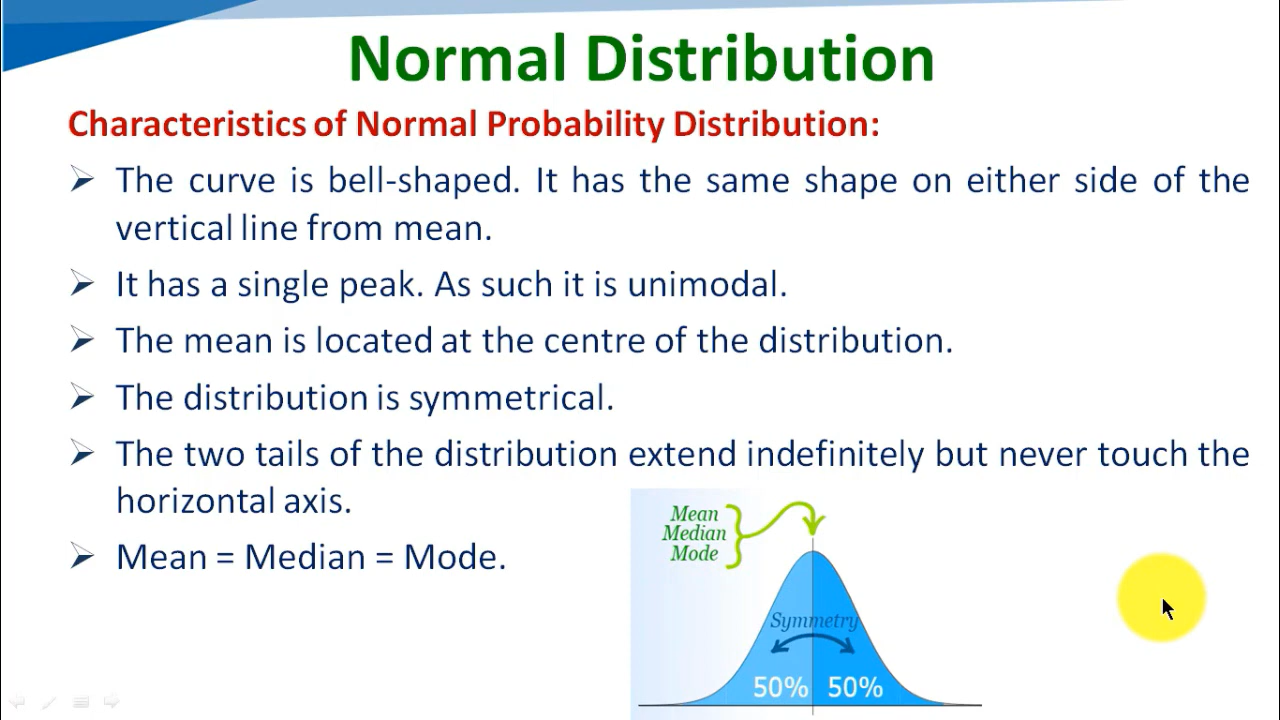 Normal Distribution
Characteristics of Normal Probability Distribution:
➢ The curve is bell-shaped. It has the same shape on either side of the
vertical line from mean.
➢ It has a single peak. As such it is unimodal.
➢ The mean is located at the centre of the distribution.
➢ The distribution is symmetrical.
➢ The two tails of the distribution extend indefinitely but never touch the
horizontal axis.
➢ Mean = Median = Mode.
Mean
Median
Mode
Symmetry
50% 50%